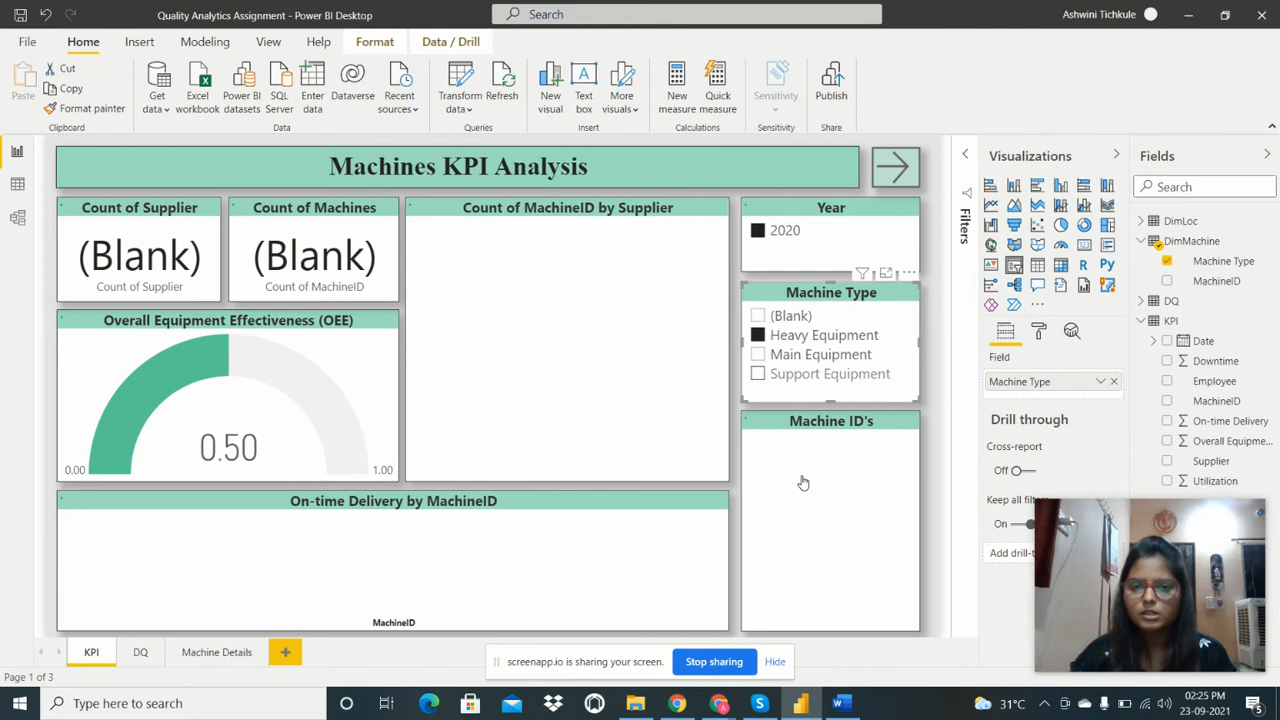 Quality Analytics Assignment - Power BI Desktop
Search
Ashwini Tichkule
File
Home
Insert
Modeling
View
Help
Format
Data / Drill
Paste
Cut
Copy
Format painter
Clipboard
Get data
Excel workbook
Power BI datasets
SQL Server
Enter data
Dataverse
Recent sources
Data
Transform data
Refresh
Queries
New visual
Text box
More visuals
Insert
New measure
Quick measure
Calculations
Sensitivity
Sensitivity
Publish
Share
Machines KPI Analysis
Count of Supplier
(Blank)
Count of Supplier
Count of Machines
(Blank)
Count of MachineID
Count of MachineID by Supplier
Year
2020
Machine Type
(Blank)
Heavy Equipment
Main Equipment
Support Equipment
Overall Equipment Effectiveness (OEE)
0.50
0.00
1.00
Machine ID's
On-time Delivery by MachineID
MachineID
Filters
Visualizations
R
Py
Field
Machine Type
Drill through
Cross-report
Off
Keep all filters
On
Fields
Search
DimLoc
DimMachine
Machine Type
MachineID
DQ
KPI
Date
Downtime
Employee
MachineID
On-time Delivery
Overall Equipme...
Supplier
Utilization
KPI
DQ
Machine Details
screenapp.io is sharing your screen.
Stop sharing
Hide
Page 1 of 3
Type here to search
31°C
02:25 PM
23-09-2021